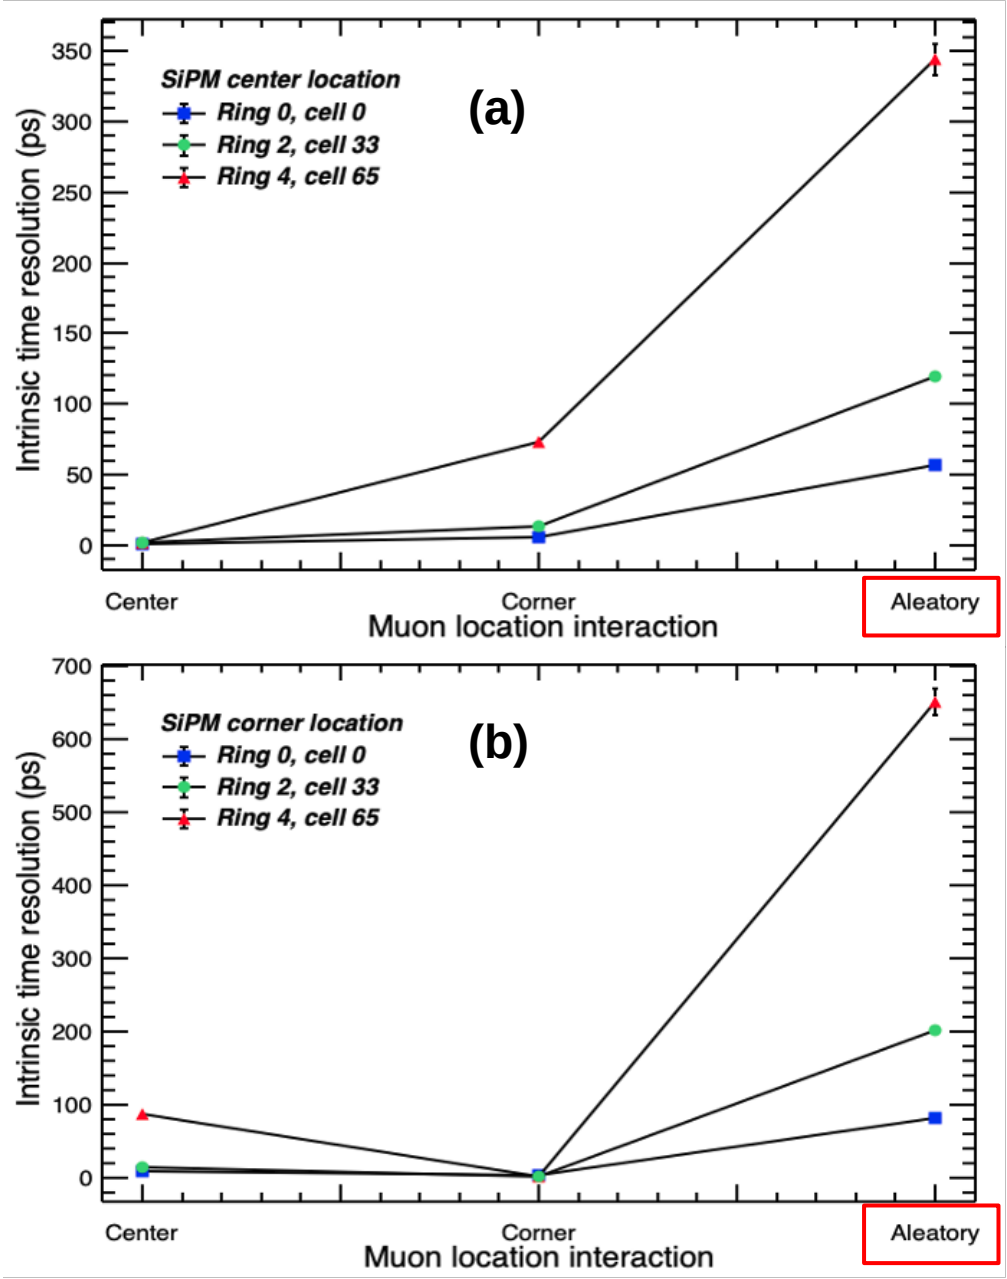 350
300
250
200
150
100
50
0
Intrinsic time resolution (ps)
SiPM center location
Ring 0, cell 0
Ring 2, cell 33
Ring 4, cell 65
(a)
Center
Corner
Aleatory
Muon location interaction
700
600
500
400
300
200
100
0
Intrinsic time resolution (ps)
SiPM corner location
Ring 0, cell 0
Ring 2, cell 33
Ring 4, cell 65
(b)
Center
Corner
Aleatory
Muon location interaction